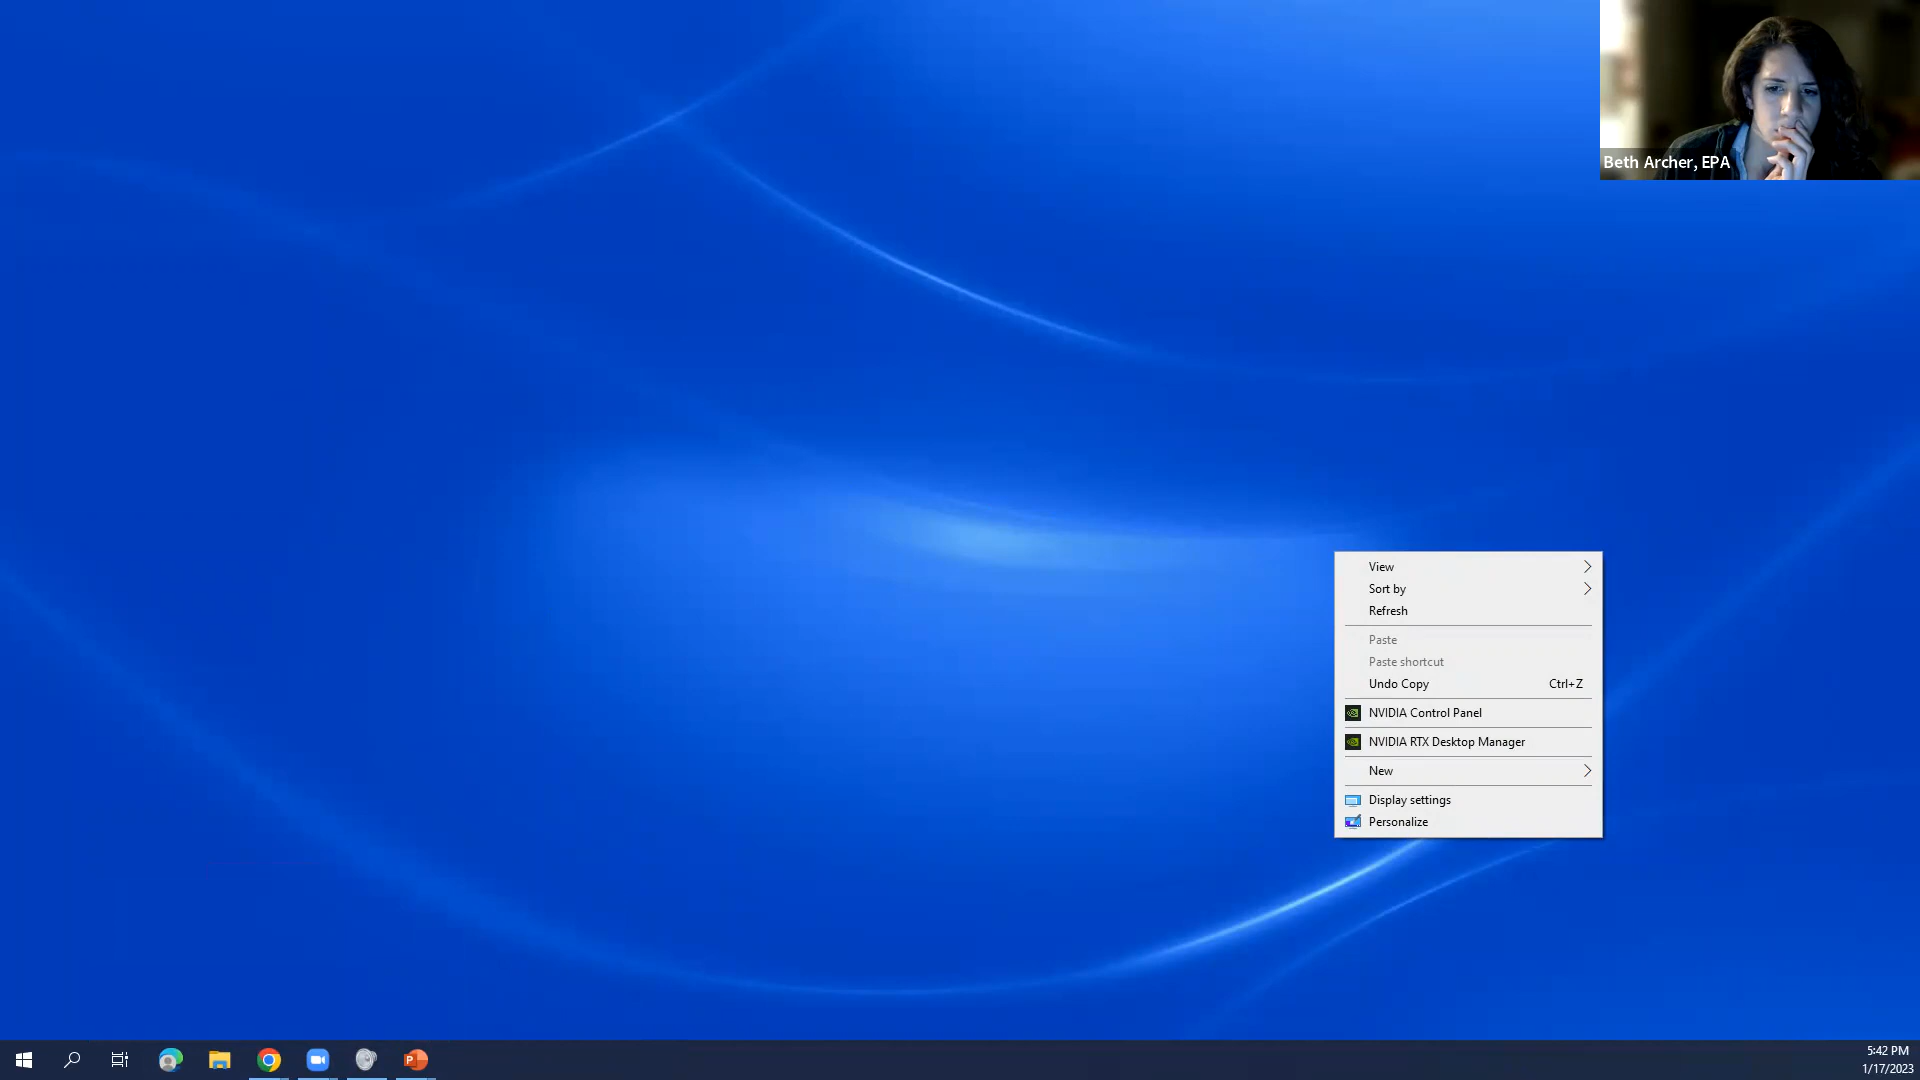 Beth Archer, EPA
View
Sort by
Refresh
Paste
Paste shortcut
Undo Copy Ctrl+Z
NVIDIA Control Panel
NVIDIA RTX Desktop Manager
New
Display settings
Personalize
5:42 PM
1/17/2023